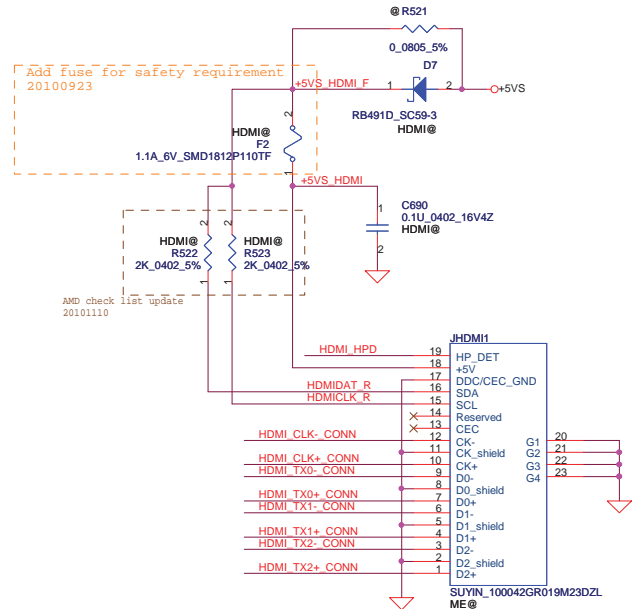 @ R521
0_0805_5%
D7
Add fuse for safety requirement
20100923
+5VS_HDMI_F
1
2
+5VS
RB491D_SC59-3
HDMI@
2
HDMI@
F2
1.1A_6V_SMD1812P110TF
1
+5VS_HDMI
1
C690
0.1U_0402_16V4Z
HDMI@
2
2
2
HDMI@
HDMI@
R522
R523
2K_0402_5%
2K_0402_5%
1
1
AMD check list update
20101110
JHDMI1
HDMI_HPD
19
HP_DET
18
+5V
17
DDC/CEC_GND
HDMIDAT_R
16
SDA
HDMICLK_R
15
SCL
14
Reserved
13
CEC
HDMI_CLK-_CONN
12
CK-
20
G1
11
CK_shield
21
G2
HDMI_CLK+_CONN
10
CK+
22
G3
HDMI_TX0-_CONN
9
D0-
23
G4
8
D0_shield
HDMI_TX0+_CONN
7
D0+
HDMI_TX1-_CONN
6
D1-
5
D1_shield
HDMI_TX1+_CONN
4
D1+
HDMI_TX2-_CONN
3
D2-
2
D2_shield
HDMI_TX2+_CONN
1
D2+
SUYIN_100042GR019M23DZL
ME@